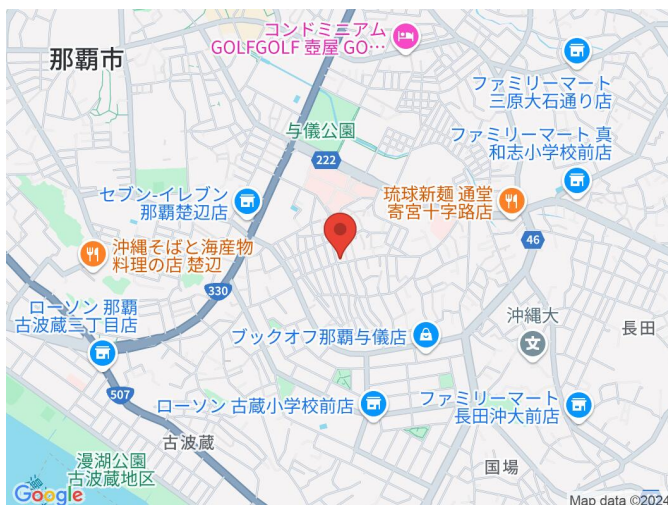 コンドミニアム
GOLFGOLF 壺屋 GO…
那覇市
ファミリーマート
三原大石通り店
与儀公園
ファミリーマート 真
和志小学校前店
222
セブン-イレブン
那覇楚辺店
琉球新麺 通堂
寄宮十字路店
46
沖縄そばと海産物
料理の店 楚辺
330
ローソン 那覇
古波蔵三丁目店
ブックオフ那覇与儀店
沖縄大
長田
507
ローソン 古蔵小学校前店
ファミリーマート
長田沖大前店
古波蔵
漫湖公園
古波蔵地区
国場
Google
Map data ©2024